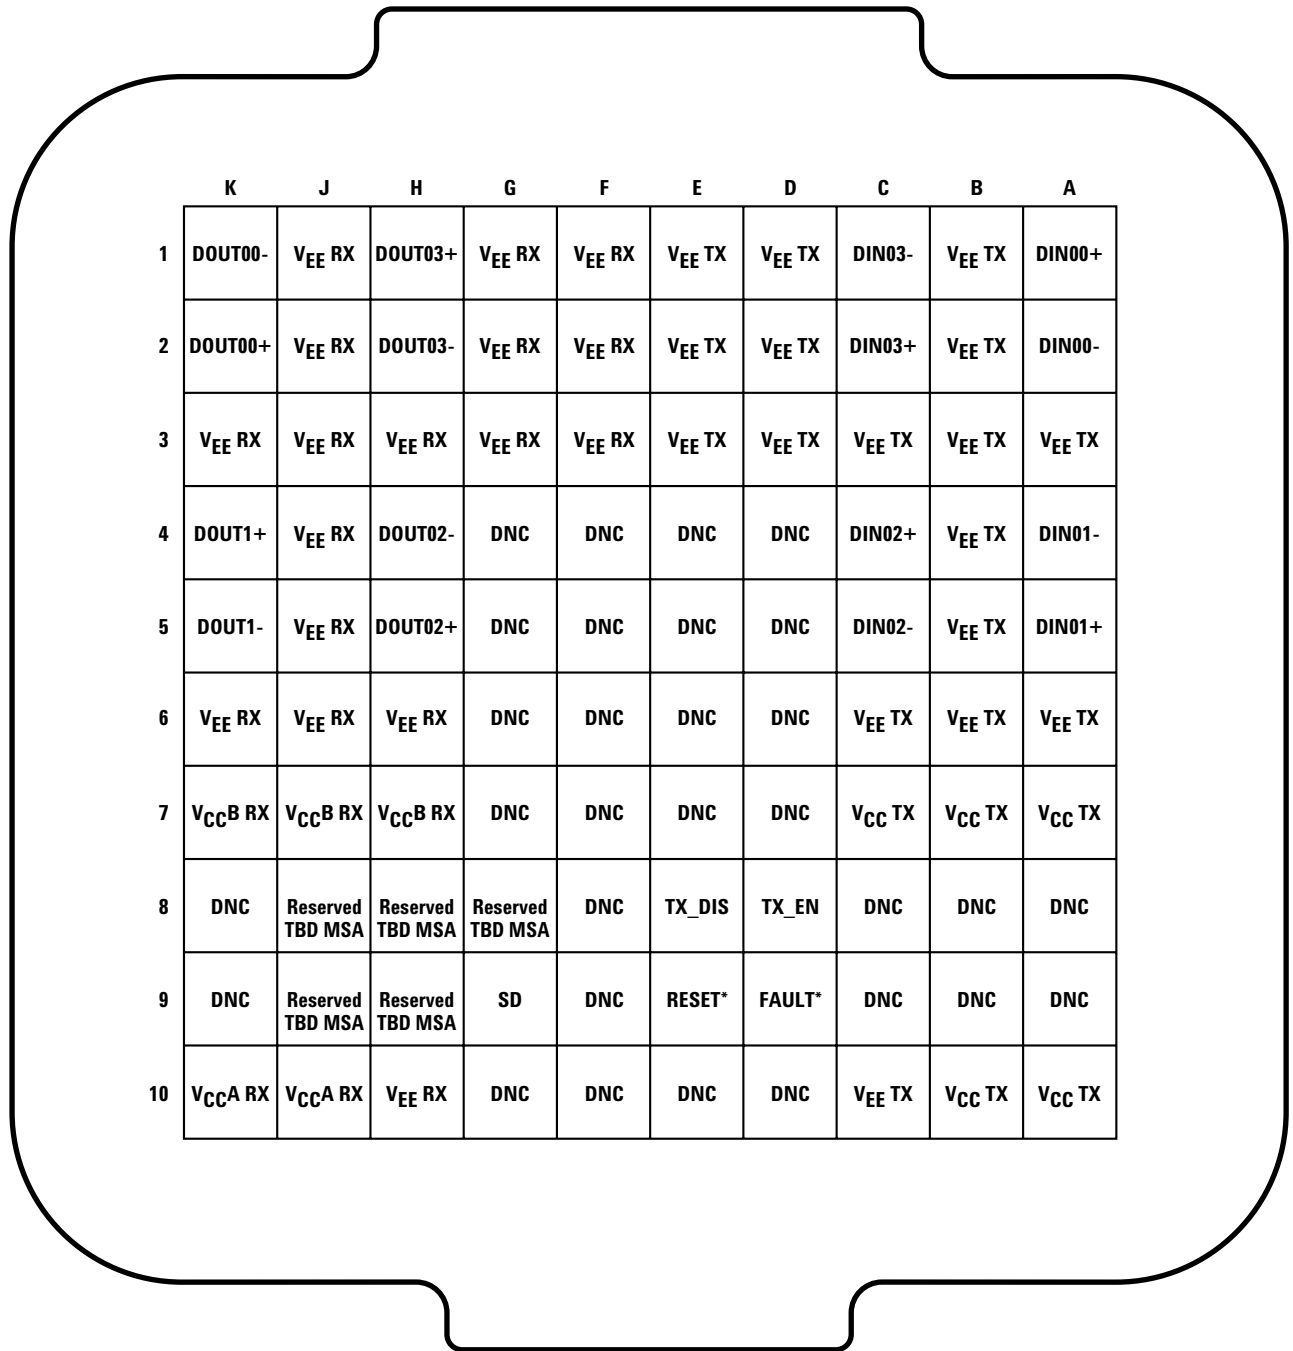 K J H G F E D C B A
1 DOUT00- VEE RX DOUT03+ VEE RX VEE RX VEE TX VEE TX DIN03- VEE TX DIN00+
2 DOUT00+ VEE RX DOUT03- VEE RX VEE RX VEE TX VEE TX DIN03+ VEE TX DIN00-
3 VEE RX VEE RX VEE RX VEE RX VEE RX VEE TX VEE TX VEE TX VEE TX VEE TX
4 DOUT1+ VEE RX DOUT02- DNC DNC DNC DNC DIN02+ VEE TX DIN01-
5 DOUT1- VEE RX DOUT02+ DNC DNC DNC DNC DIN02- VEE TX DIN01+
6 VEE RX VEE RX VEE RX DNC DNC DNC DNC VEE TX VEE TX VEE TX
7 VCCB RX VCCB RX VCCB RX DNC DNC DNC DNC VCC TX VCC TX VCC TX
8 DNC Reserved Reserved Reserved DNC TX_DIS TX_EN DNC DNC DNC
TBD MSA TBD MSA TBD MSA
9 DNC Reserved Reserved SD DNC RESET* FAULT* DNC DNC DNC
TBD MSA TBD MSA
10 VCCA RX VCCA RX VEE RX DNC DNC DNC DNC VEE TX VCC TX VCC TX